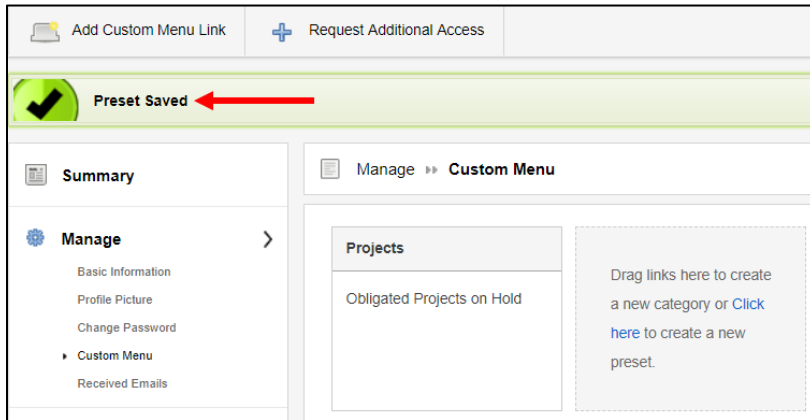 Add Custom Menu Link
Request Additional Access
Preset Saved
Summary
Manage
Basic Information
Profile Picture
Change Password
Custom Menu
Received Emails
Manage Custom Menu
Projects
Obligated Projects on Hold
Drag links here to create
a new category or Click
here to create a new
preset.